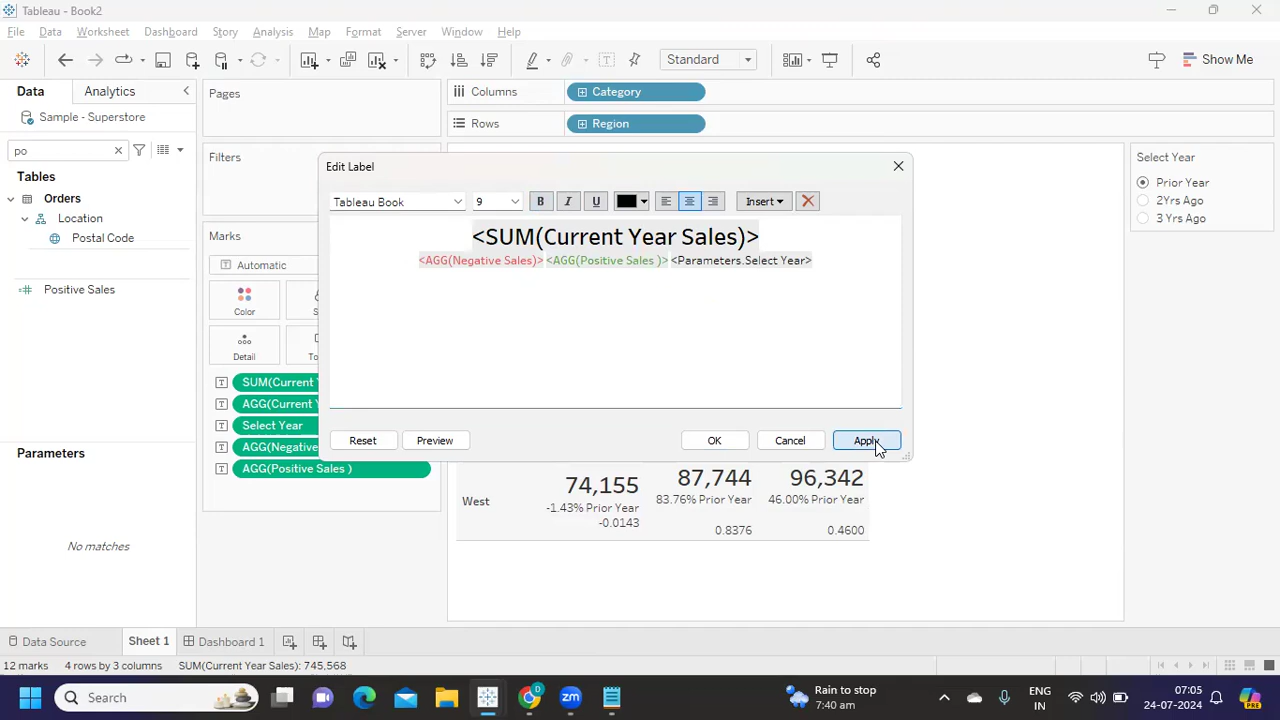 Tableau - Book2
File Data Worksheet Dashboard Story Analysis Map Format Server Window Help
Standard
Show Me
Data Analytics
Pages
Columns Category
Sample - Superstore
Rows Region
po
Filters
Select Year
Edit Label
Tables
Prior Year
Orders
Tableau Book 9 B I U Insert
2Yrs Ago
Location
3 Yrs Ago
Postal Code
Marks
<SUM(Current Year Sales)>
Automatic
<AGG(Negative Sales)> <AGG(Positive Sales )> <Parameters.Select Year>
Positive Sales
Color
Detail
SUM(Current
AGG(Current
Select Year
AGG(Negative
AGG(Positive Sales )
Reset Preview OK Cancel Apply
Parameters
West
74,155 87,744 96,342
-1.43% Prior Year 83.76% Prior Year 46.00% Prior Year
-0.0143 0.8376 0.4600
No matches
Data Source Sheet 1 Dashboard 1
12 marks 4 rows by 3 columns SUM(Current Year Sales): 745,568
Search
Rain to stop
7:40 am
ENG
IN
07:05
24-07-2024
PRE